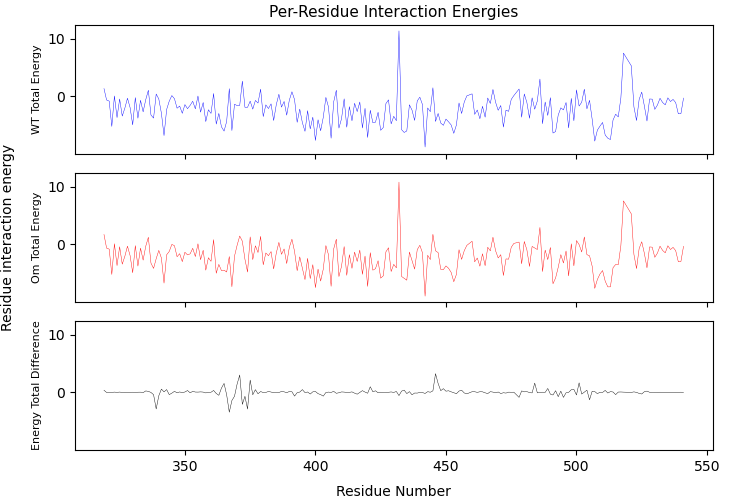 Per-Residue Interaction Energies
10
0
WT Total Energy
10
0
Om Total Energy
Residue interaction energy
10
0
Energy Total Difference
350
400
450
500
550
Residue Number